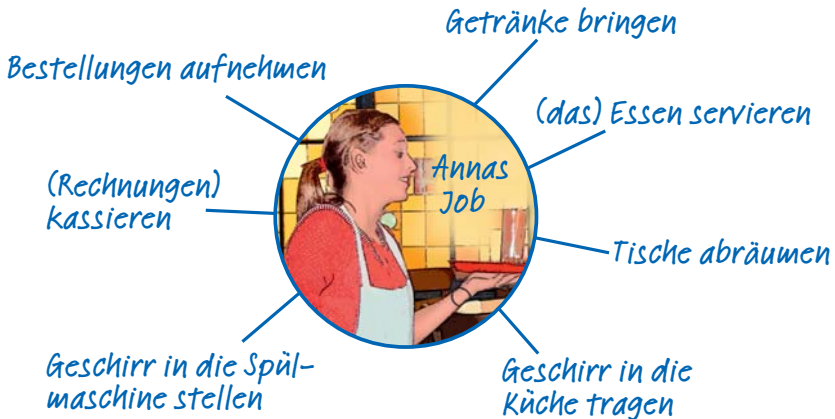 Getränke bringen
Bestellungen aufnehmen
(das) Essen servieren
Annas
Job
(Rechnungen)
kassieren
Tische abräumen
Geschirr in die Spül-
maschine stellen
Geschirr in die
Küche tragen